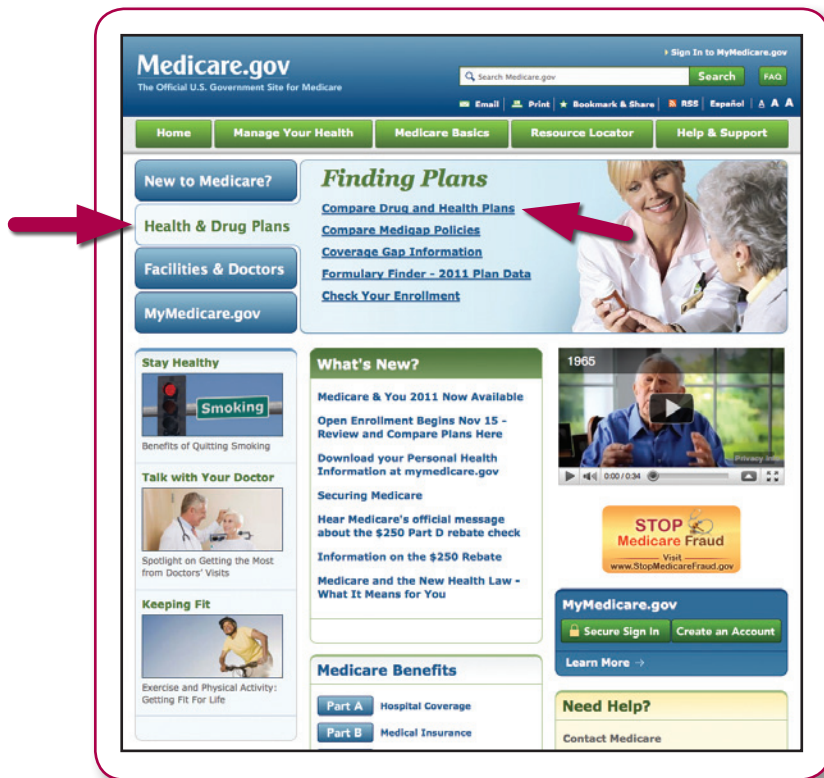 Medicare.gov
The Official U.S. Government Site for Medicare
Sign In to MyMedicare.gov
Search Medicare.gov
Search
FAQ
Email
Print
Bookmark & Share
RSS
Español
A A A
Home
Manage Your Health
Medicare Basics
Resource Locator
Help & Support
New to Medicare?
Health & Drug Plans
Facilities & Doctors
MyMedicare.gov
Finding Plans
Compare Drug and Health Plans
Compare Medigap Policies
Coverage Gap Information
Formulary Finder - 2011 Plan Data
Check Your Enrollment
Stay Healthy
Smoking
Benefits of Quitting Smoking
Talk with Your Doctor
Spotlight on Getting the Most
from Doctors' Visits
Keeping Fit
Exercise and Physical Activity:
Getting Fit For Life
What's New?
Medicare & You 2011 Now Available
Open Enrollment Begins Nov 15 -
Review and Compare Plans Here
Download your Personal Health
Information at mymedicare.gov
Securing Medicare
Hear Medicare's official message
about the $250 Part D rebate check
Information on the $250 Rebate
Medicare and the New Health Law -
What It Means for You
Medicare Benefits
Part A Hospital Coverage
Part B Medical Insurance
1965
Privacy info
0:00 / 0:34
STOP
Medicare Fraud
Visit
www.StopMedicareFraud.gov
MyMedicare.gov
Secure Sign In
Create an Account
Learn More →
Need Help?
Contact Medicare